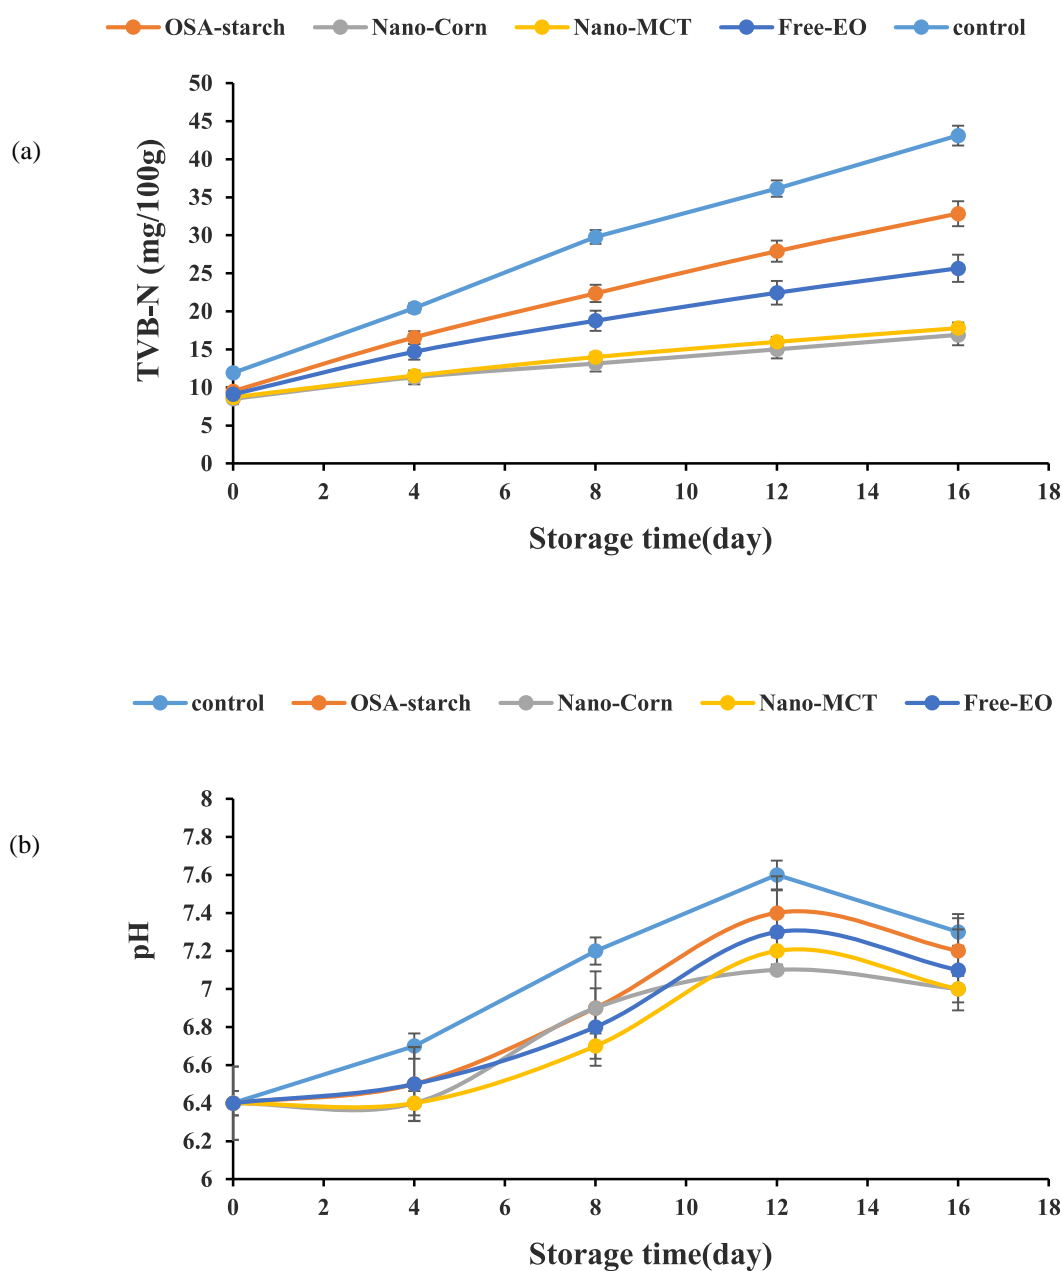 OSA-starch Nano-Corn Nano-MCT Free-EO control
(a)
TVB-N (mg/100g)
50
45
40
35
30
25
20
15
10
5
0
0 2 4 6 8 10 12 14 16 18
Storage time(day)
control OSA-starch Nano-Corn Nano-MCT Free-EO
(b)
pH
8
7.8
7.6
7.4
7.2
7
6.8
6.6
6.4
6.2
6
0 2 4 6 8 10 12 14 16 18
Storage time(day)